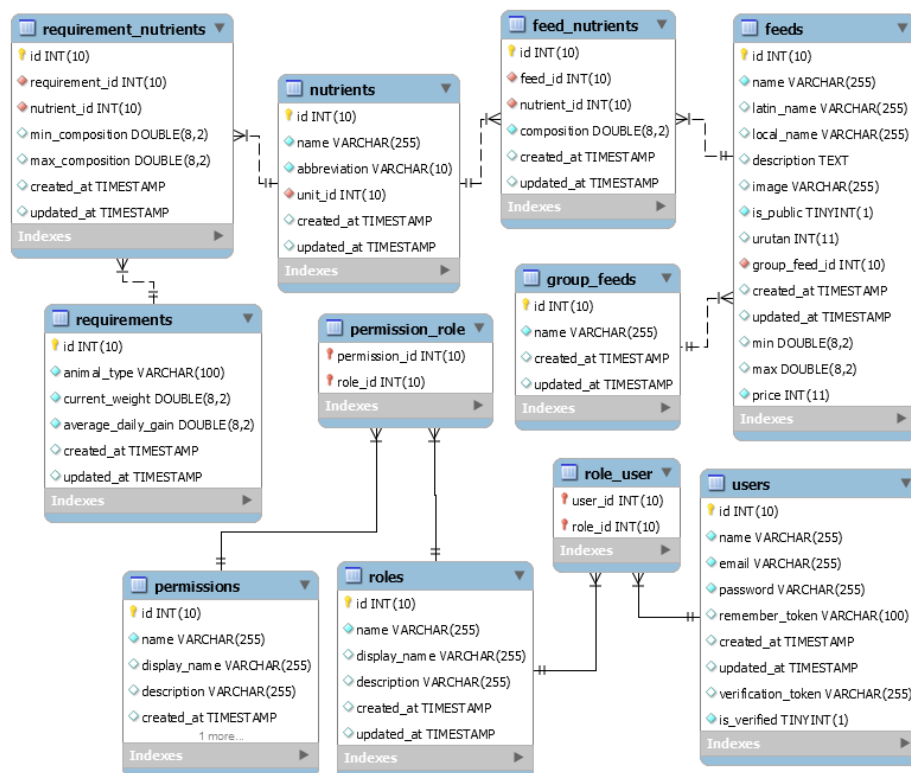 requirement_nutrients
id INT(10)
requirement_id INT(10)
nutrient_id INT(10)
min_composition DOUBLE(8,2)
max_composition DOUBLE(8,2)
created_at TIMESTAMP
updated_at TIMESTAMP
Indexes
nutrients
id INT(10)
name VARCHAR(255)
abbreviation VARCHAR(10)
unit_id INT(10)
created_at TIMESTAMP
updated_at TIMESTAMP
Indexes
feed_nutrients
id INT(10)
feed_id INT(10)
nutrient_id INT(10)
composition DOUBLE(8,2)
created_at TIMESTAMP
updated_at TIMESTAMP
Indexes
feeds
id INT(10)
name VARCHAR(255)
latin_name VARCHAR(255)
local_name VARCHAR(255)
description TEXT
image VARCHAR(255)
is_public TINYINT(1)
urutan INT(11)
group_feed_id INT(10)
created_at TIMESTAMP
updated_at TIMESTAMP
min DOUBLE(8,2)
max DOUBLE(8,2)
price INT(11)
Indexes
group_feeds
id INT(10)
name VARCHAR(255)
created_at TIMESTAMP
updated_at TIMESTAMP
Indexes
requirements
id INT(10)
animal_type VARCHAR(100)
current_weight DOUBLE(8,2)
average_daily_gain DOUBLE(8,2)
created_at TIMESTAMP
updated_at TIMESTAMP
Indexes
permission_role
permission_id INT(10)
role_id INT(10)
Indexes
role_user
user_id INT(10)
role_id INT(10)
Indexes
users
id INT(10)
name VARCHAR(255)
email VARCHAR(255)
password VARCHAR(255)
remember_token VARCHAR(100)
created_at TIMESTAMP
updated_at TIMESTAMP
verification_token VARCHAR(255)
is_verified TINYINT(1)
Indexes
permissions
id INT(10)
name VARCHAR(255)
display_name VARCHAR(255)
description VARCHAR(255)
created_at TIMESTAMP
1 more...
Indexes
roles
id INT(10)
name VARCHAR(255)
display_name VARCHAR(255)
description VARCHAR(255)
created_at TIMESTAMP
updated_at TIMESTAMP
Indexes